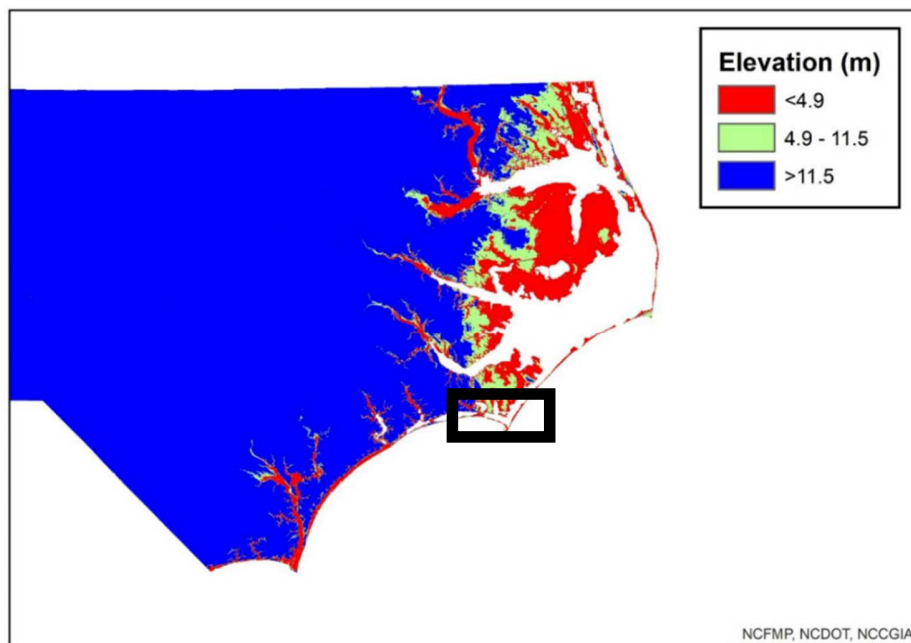 Elevation (m)
<4.9
4.9 - 11.5
>11.5
NCFMP, NCDOT, NCCGIA